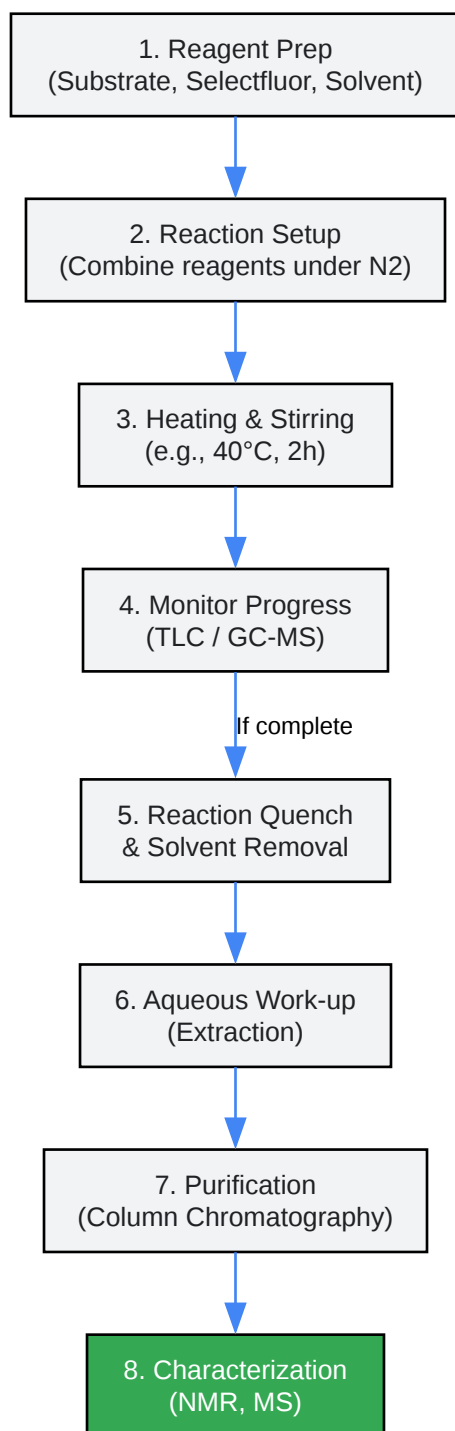 1. Reagent Prep
(Substrate, Selectfluor, Solvent)
2. Reaction Setup
(Combine reagents under N2)
3. Heating & Stirring
(e.g., 40°C, 2h)
4. Monitor Progress
(TLC / GC-MS)
If complete
5. Reaction Quench
& Solvent Removal
6. Aqueous Work-up
(Extraction)
7. Purification
(Column Chromatography)
8. Characterization
(NMR, MS)